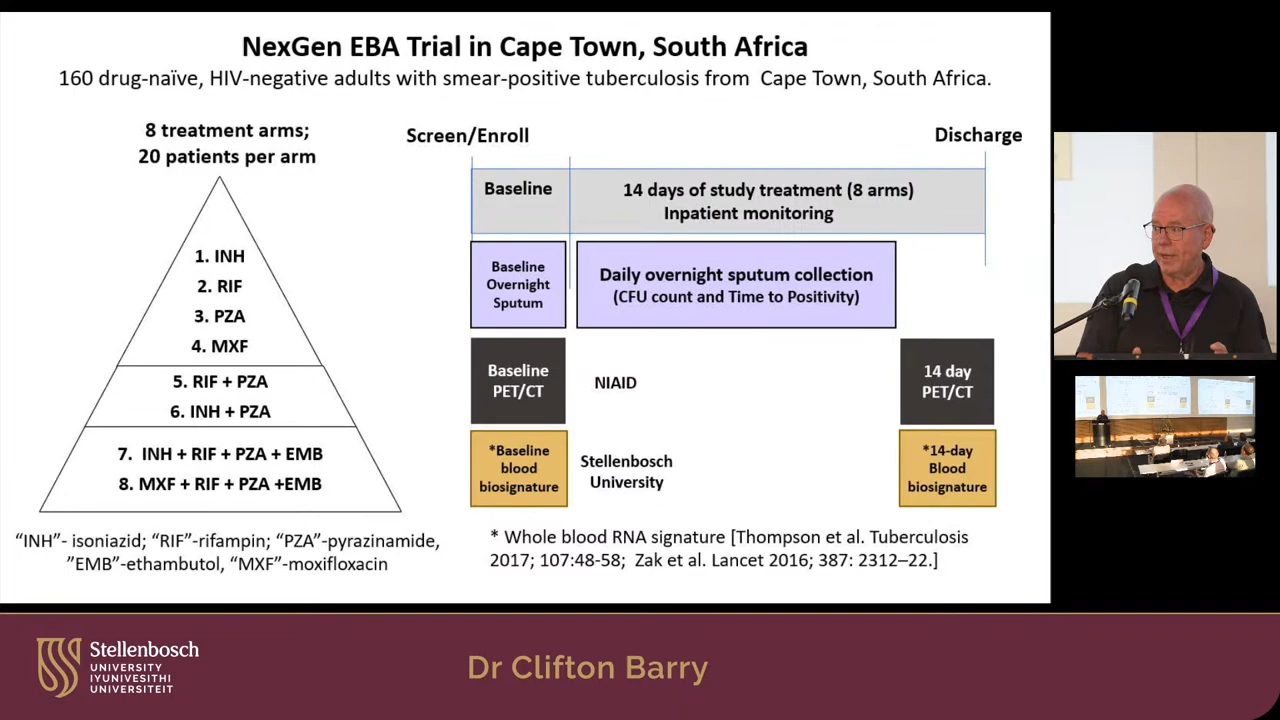 NexGen EBA Trial in Cape Town, South Africa
160 drug-naïve, HIV-negative adults with smear-positive tuberculosis from Cape Town, South Africa.
8 treatment arms;
20 patients per arm
1. INH
2. RIF
3. PZA
4. MXF
5. RIF + PZA
6. INH + PZA
7. INH + RIF + PZA + EMB
8. MXF + RIF + PZA +EMB
"INH"- isoniazid; "RIF"-rifampin; "PZA"-pyrazinamide,
"EMB"-ethambutol, "MXF"-moxifloxacin
Screen/Enroll
Discharge
Baseline
14 days of study treatment (8 arms)
Inpatient monitoring
Baseline
Overnight
Sputum
Daily overnight sputum collection
(CFU count and Time to Positivity)
Baseline
PET/CT
NIAID
14 day
PET/CT
*Baseline
blood
biosignature
Stellenbosch
University
*14-day
Blood
biosignature
* Whole blood RNA signature [Thompson et al. Tuberculosis
2017; 107:48-58; Zak et al. Lancet 2016; 387: 2312–22.]
Stellenbosch
UNIVERSITY
IYUNIVESITHI
UNIVERSITEIT
Dr Clifton Barry